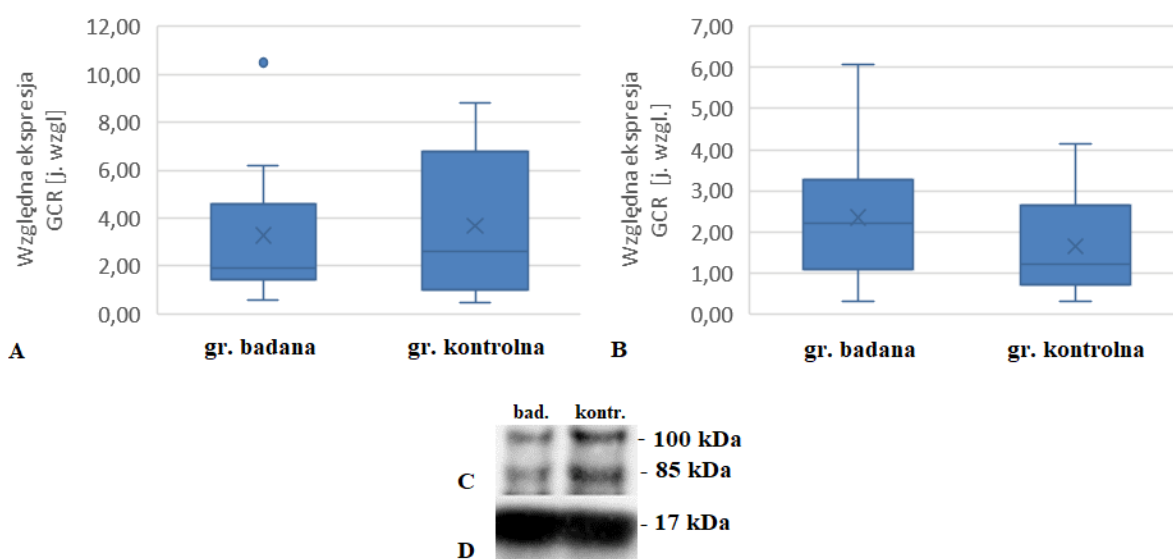 12,00
10,00
8,00
6,00
4,00
2,00
0,00
Względna ekspresja
GCR [j. wzgl]
gr. badana
gr. kontrolna
A
7,00
6,00
5,00
4,00
3,00
2,00
1,00
0,00
Względna ekspresja
GCR [j. wzgl.]
gr. badana
gr. kontrolna
B
bad. kontr.
- 100 kDa
- 85 kDa
C
- 17 kDa
D